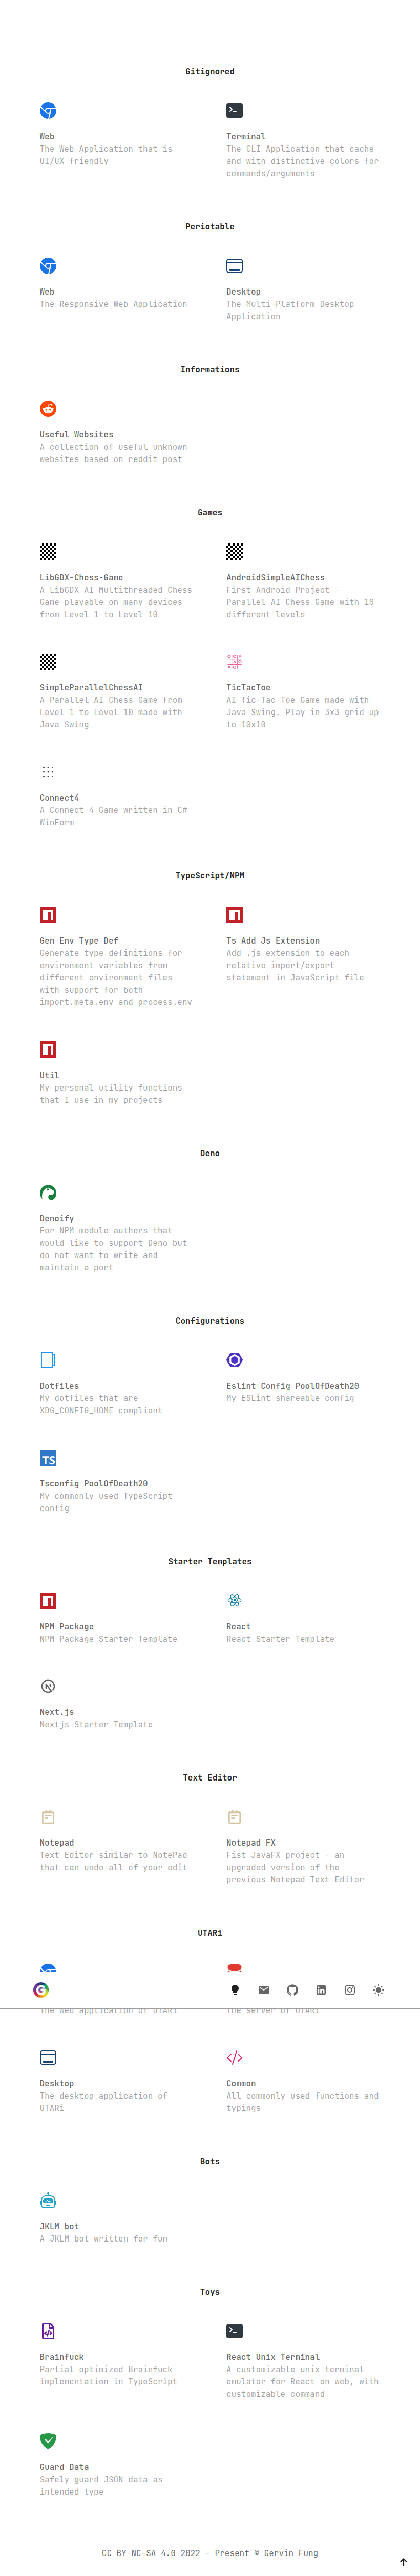 Gitignored
Web
The Web Application that is
UI/UX friendly
Terminal
The CLI Application that cache
and with distinctive colors for
commands/arguments
Periotable
Web
The Responsive Web Application
Desktop
The Multi-Platform Desktop
Application
Informations
Useful Websites
A collection of useful unknown
websites based on reddit post
Games
LibGDX-Chess-Game
A LibGDX AI Multithreaded Chess
Game playable on many devices
from Level 1 to Level 10
AndroidSimpleAIChess
First Android Project -
Parallel AI Chess Game with 10
different levels
SimpleParallelChessAI
A Parallel AI Chess Game from
Level 1 to Level 10 made with
Java Swing
TicTacToe
AI Tic-Tac-Toe Game made with
Java Swing. Play in 3x3 grid up
to 10x10
Connect4
A Connect-4 Game written in C#
WinForm
TypeScript/NPM
Gen Env Type Def
Generate type definitions for
environment variables from
different environment files
with support for both
import.meta.env and process.env
Ts Add Js Extension
Add .js extension to each
relative import/export
statement in JavaScript file
Util
My personal utility functions
that I use in my projects
Deno
Denoify
For NPM module authors that
would like to support Deno but
do not want to write and
maintain a port
Configurations
Dotfiles
My dotfiles that are
XDG_CONFIG_HOME compliant
Eslint Config PoolOfDeath20
My ESLint shareable config
TS
Tsconfig PoolOfDeath20
My commonly used TypeScript
config
Starter Templates
NPM Package
NPM Package Starter Template
React
React Starter Template
Next.js
Nextjs Starter Template
Text Editor
Notepad
Text Editor similar to NotePad
that can undo all of your edit
Notepad FX
Fist JavaFX project - an
upgraded version of the
previous Notepad Text Editor
UTARi
G
The web application of UTARi
The server of UTARi
Desktop
The desktop application of
UTARi
Common
All commonly used functions and
typings
Bots
JKLM bot
A JKLM bot written for fun
Toys
Brainfuck
Partial optimized Brainfuck
implementation in TypeScript
React Unix Terminal
A customizable unix terminal
emulator for React on web, with
customizable command
Guard Data
Safely guard JSON data as
intended type
CC BY-NC-SA 4.0 2022 - Present © Gervin Fung